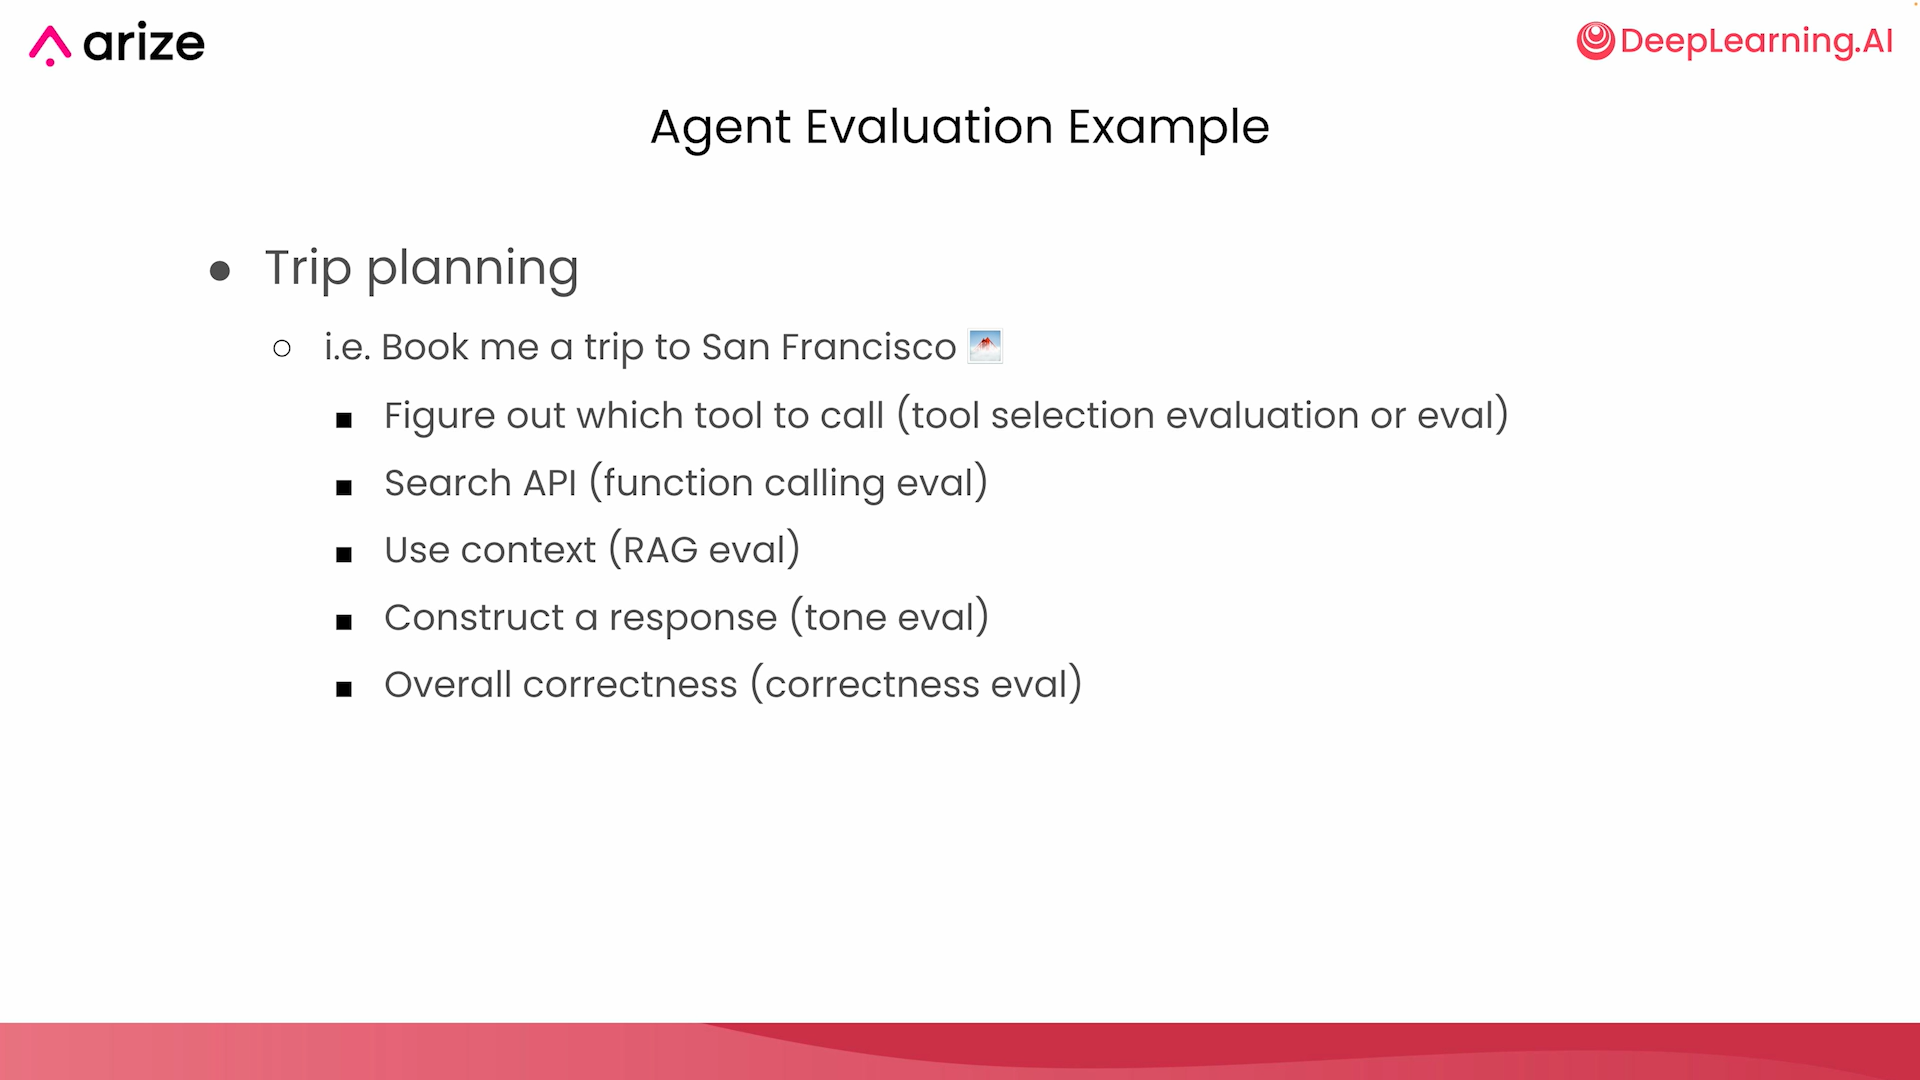 arize
DeepLearning.AI
Agent Evaluation Example
● Trip planning
○ i.e. Book me a trip to San Francisco 🌁
■ Figure out which tool to call (tool selection evaluation or eval)
■ Search API (function calling eval)
■ Use context (RAG eval)
■ Construct a response (tone eval)
■ Overall correctness (correctness eval)